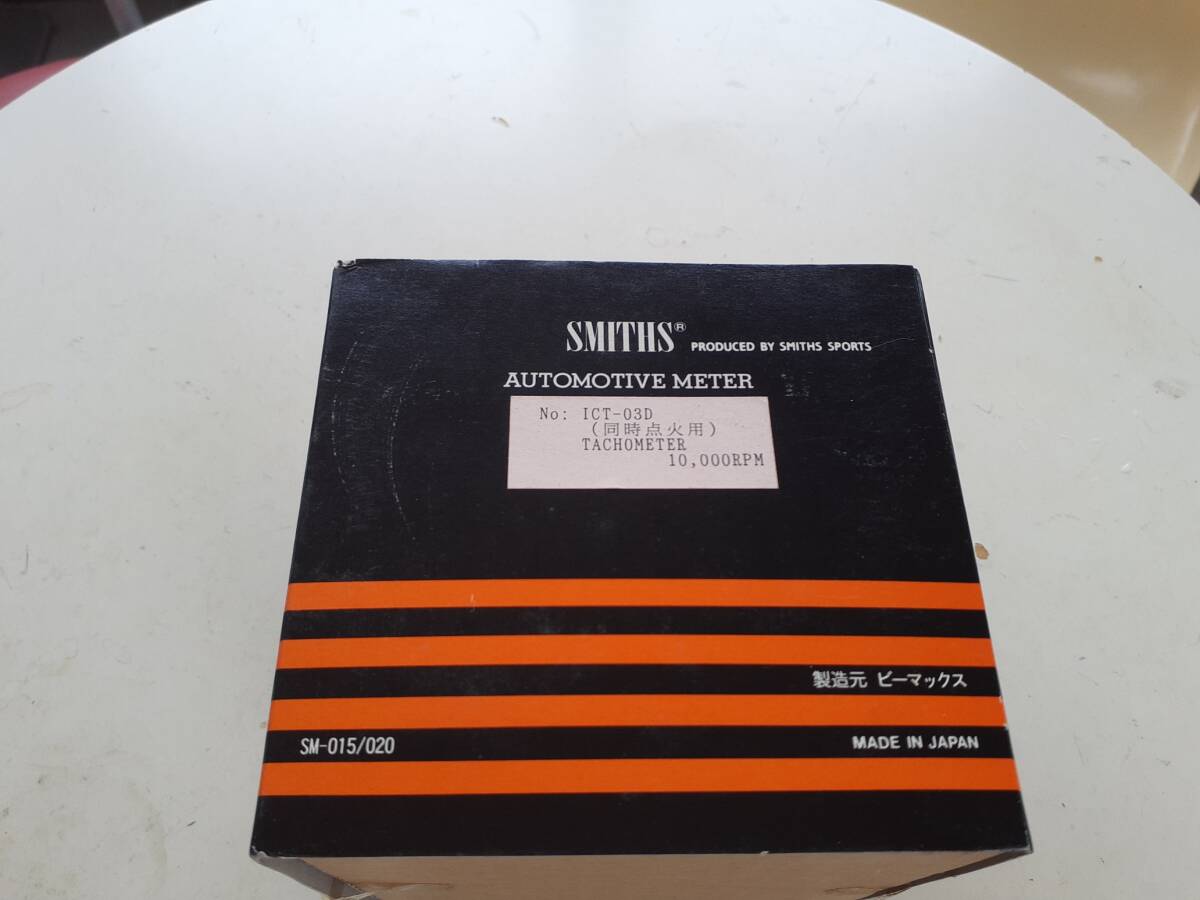 SMITHS® PRODUCED BY SMITHS SPORTS
AUTOMOTIVE METER
No: ICT-03D
(同時点火用)
TACHOMETER
10,000RPM
製造元 ビーマックス
SM-015/020 MADE IN JAPAN